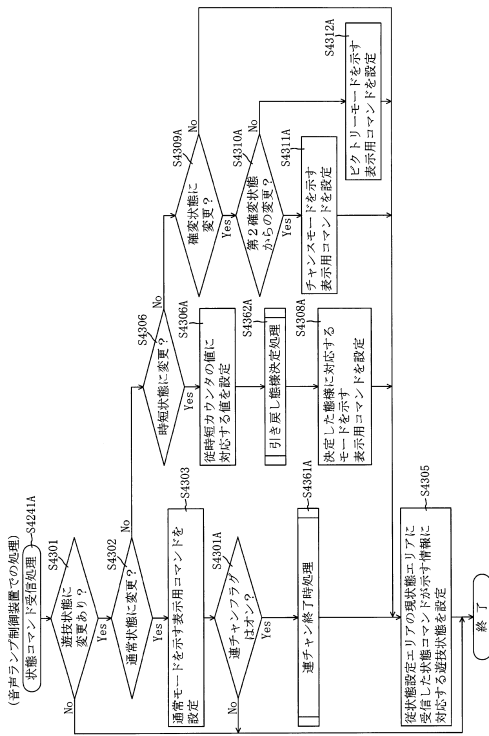 (音声ランプ制御装置での処理)
状態コマンド受信処理
S4241A
遊技状態に
変更あり？
S4301
No
Yes
通常状態に変更？
S4302
No
Yes
通常モードを示す表示用コマンドを
設定
S4303
連チャンフラグ
はオン？
S4301A
No
Yes
連チャン終了時処理
S4361A
時短状態に変更？
S4306
No
Yes
従時短カウンタの値に
対応する値を設定
S4306A
引き戻し態様決定処理
S4362A
決定した態様に対応する
モードを示す
表示用コマンドを設定
S4308A
確変状態に
変更？
S4309A
No
Yes
第２確変状態
からの変更？
S4310A
No
Yes
チャンスモードを示す
表示用コマンドを設定
S4311A
ビクトリーモードを示す
表示用コマンドを設定
S4312A
従状態設定エリアの現状態エリアに
受信した状態コマンドが示す情報に
対応する遊技状態を設定
S4305
終了